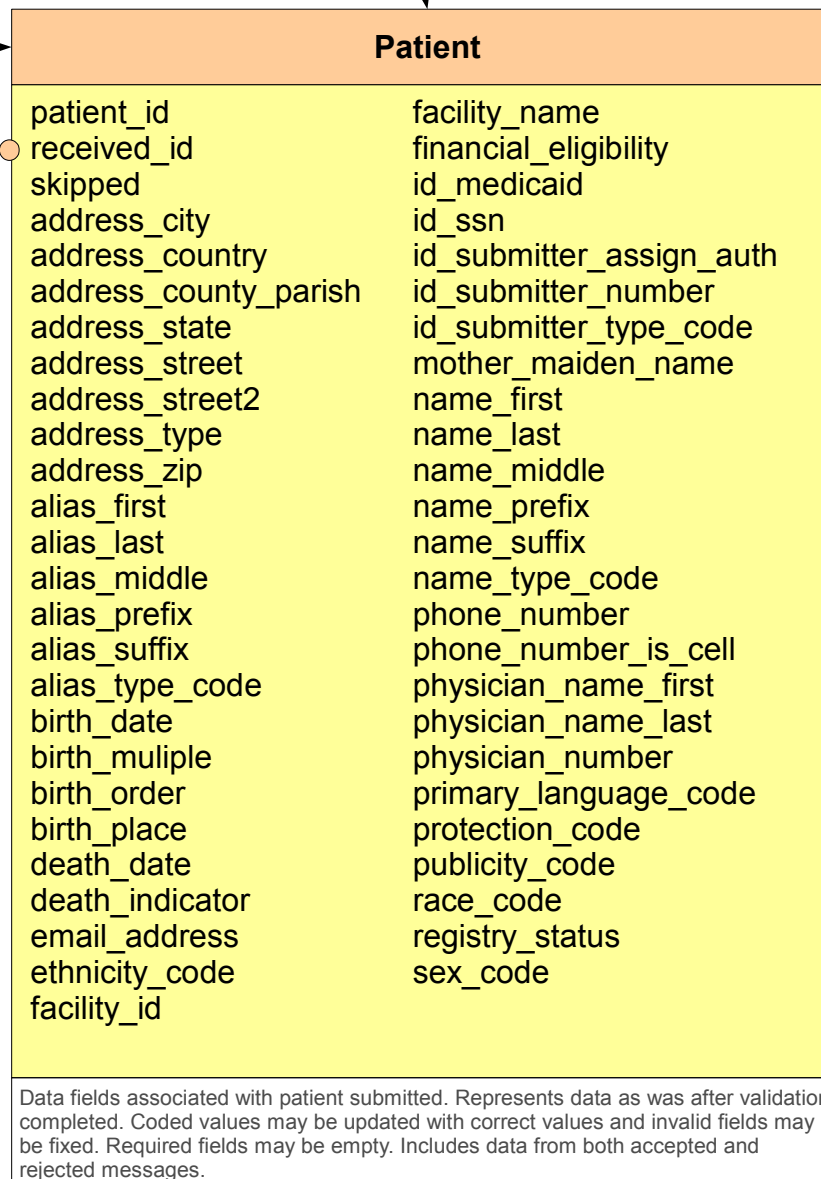 Patient
patient_id
received_id
skipped
address_city
address_country
address_county_parish
address_state
address_street
address_street2
address_type
address_zip
alias_first
alias_last
alias_middle
alias_prefix
alias_suffix
alias_type_code
birth_date
birth_muliple
birth_order
birth_place
death_date
death_indicator
email_address
ethnicity_code
facility_id
facility_name
financial_eligibility
id_medicaid
id_ssn
id_submitter_assign_auth
id_submitter_number
id_submitter_type_code
mother_maiden_name
name_first
name_last
name_middle
name_prefix
name_suffix
name_type_code
phone_number
phone_number_is_cell
physician_name_first
physician_name_last
physician_number
primary_language_code
protection_code
publicity_code
race_code
registry_status
sex_code
Data fields associated with patient submitted. Represents data as was after validation
completed. Coded values may be updated with correct values and invalid fields may
be fixed. Required fields may be empty. Includes data from both accepted and
rejected messages.